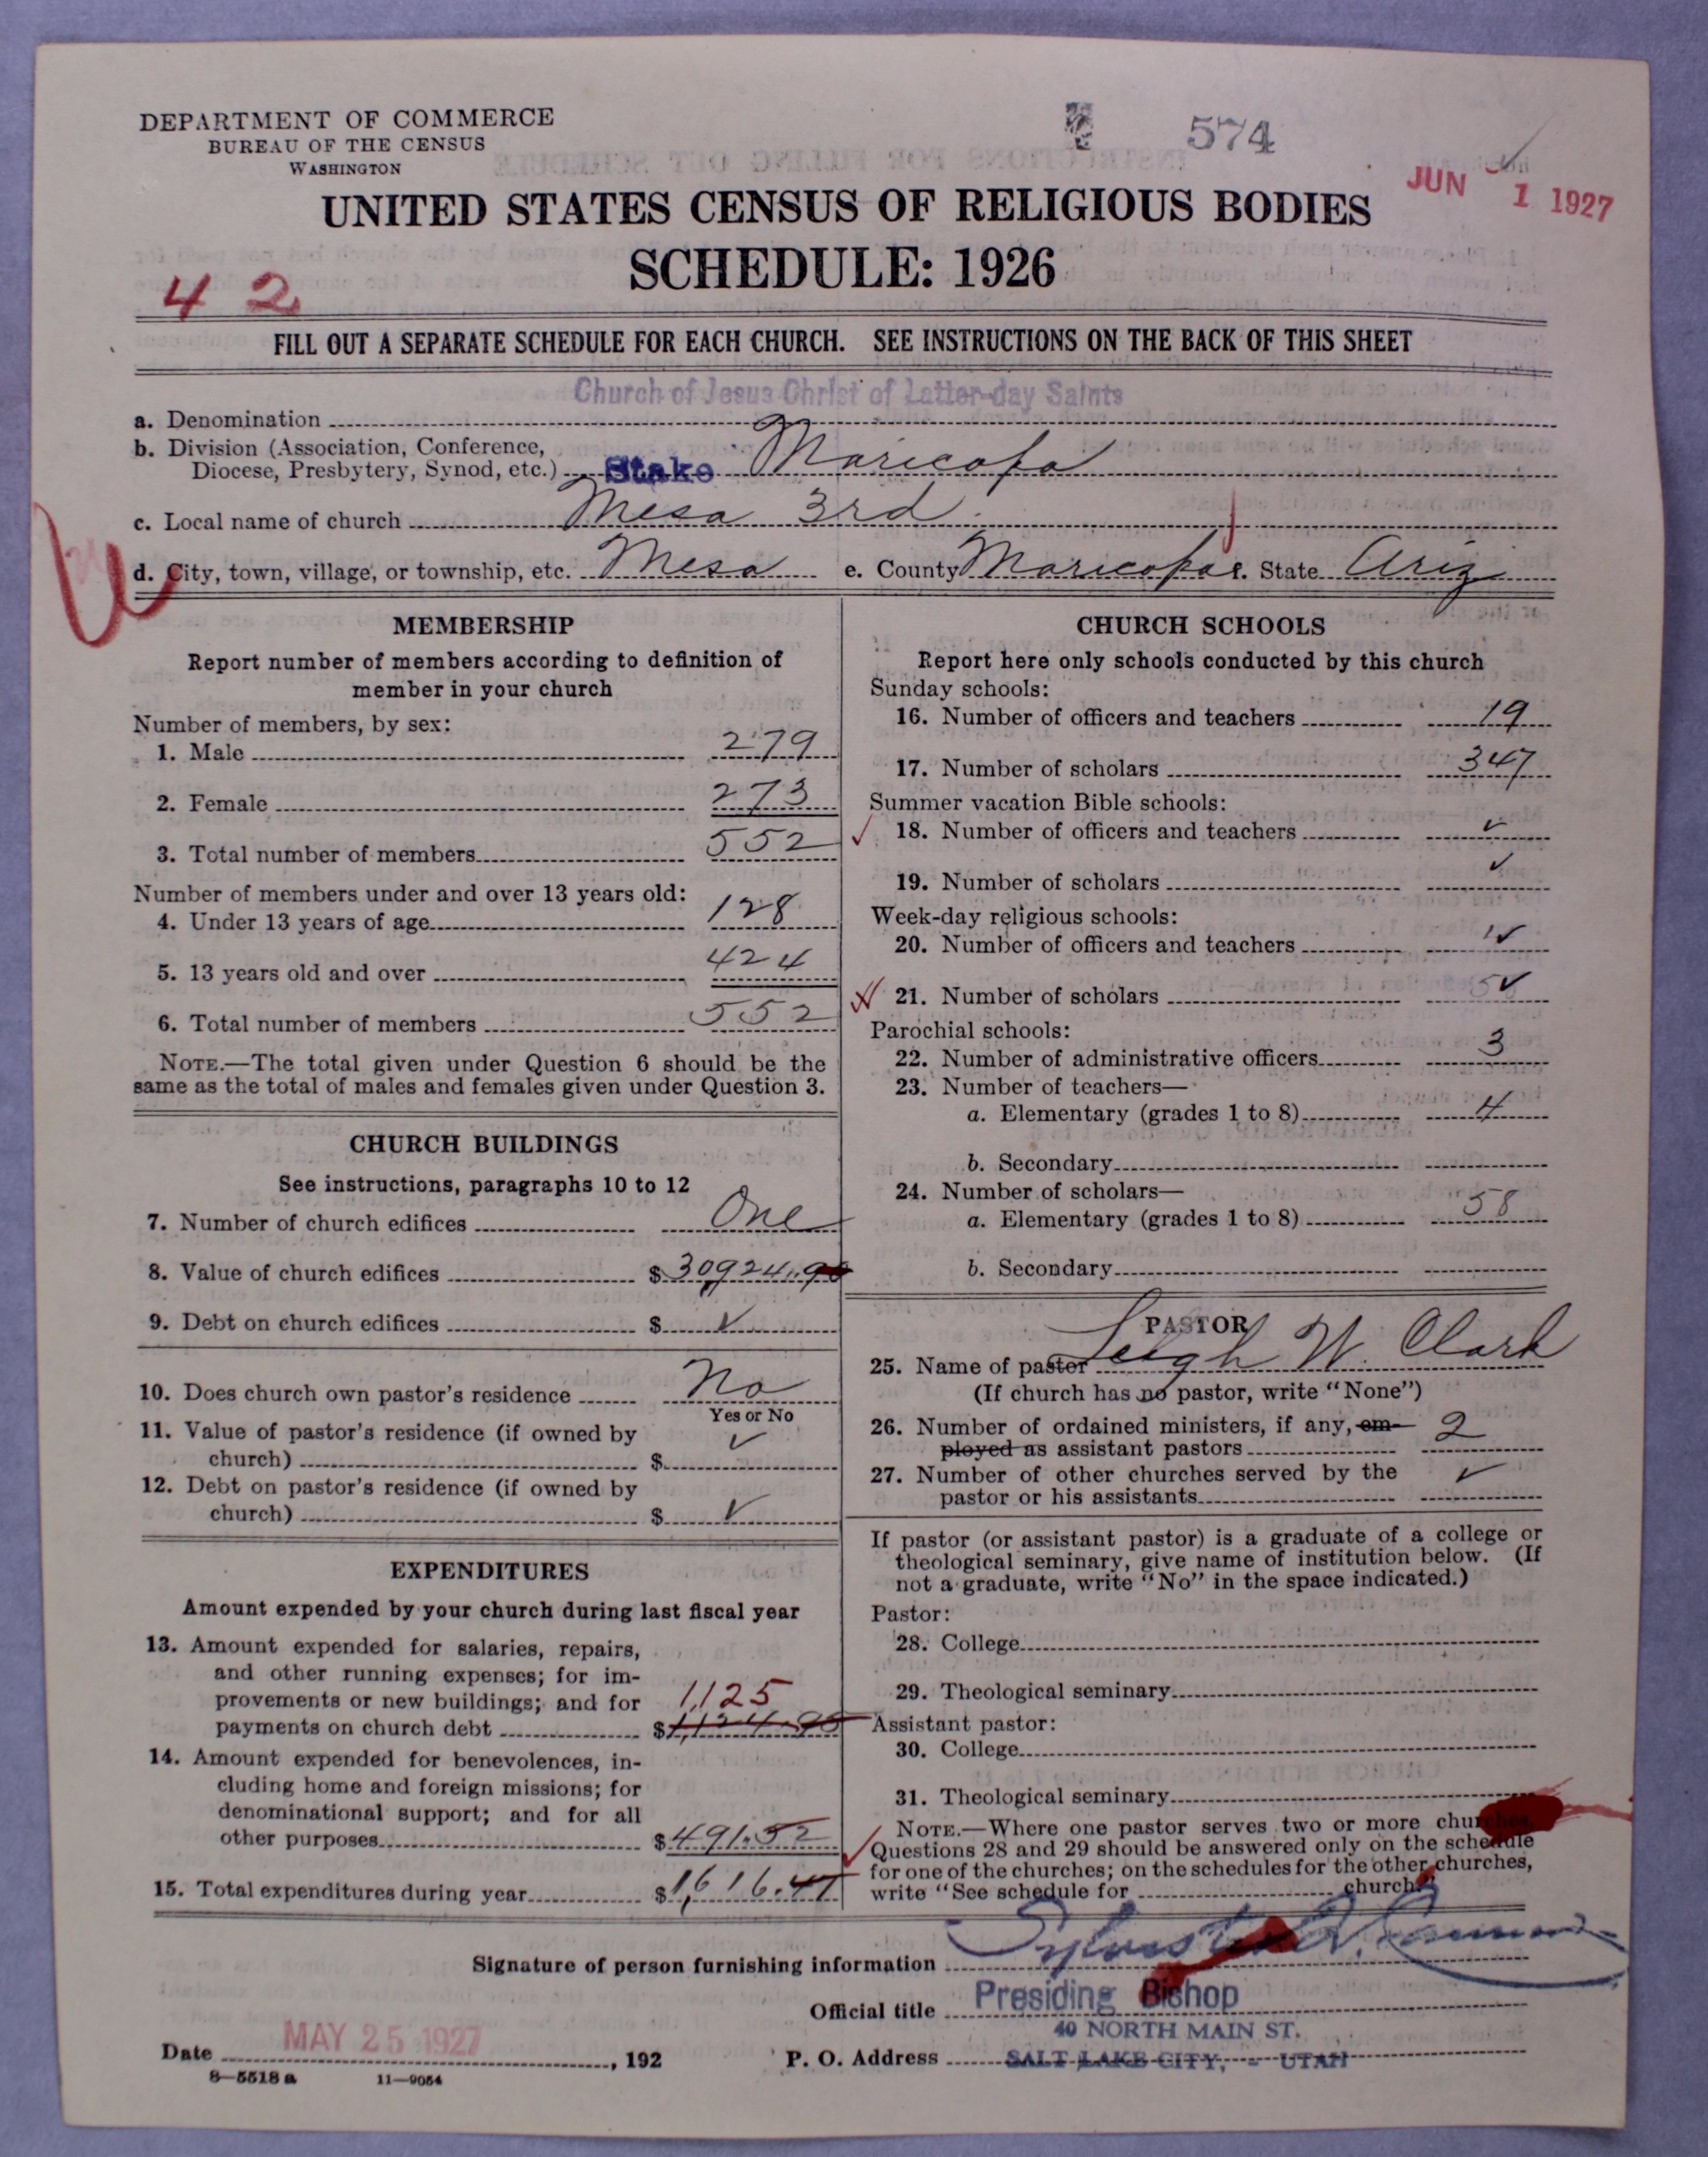 DEPARTMENT OF COMMERCE
BUREAU OF THE CENSUS
WASHINGTON
574
JUN 1 1927
UNITED STATES CENSUS OF RELIGIOUS BODIES
SCHEDULE: 1926
42
FILL OUT A SEPARATE SCHEDULE FOR EACH CHURCH. SEE INSTRUCTIONS ON THE BACK OF THIS SHEET
Church of Jesus Christ of Latter-day Saints
a. Denomination
b. Division (Association, Conference,
Diocese, Presbytery, Synod, etc.) Stake Maricopa
c. Local name of church Mesa 3rd
d. City, town, village, or township, etc. Mesa e. County Maricopa f. State Ariz
MEMBERSHIP
Report number of members according to definition of
member in your church
Number of members, by sex:
1. Male 279
2. Female 273
3. Total number of members 552
Number of members under and over 13 years old:
4. Under 13 years of age 128
5. 13 years old and over 424
6. Total number of members 552
NOTE.—The total given under Question 6 should be the
same as the total of males and females given under Question 3.
CHURCH BUILDINGS
See instructions, paragraphs 10 to 12
7. Number of church edifices One
8. Value of church edifices $30,924.
9. Debt on church edifices $ ✓
10. Does church own pastor's residence No
Yes or No
11. Value of pastor's residence (if owned by
church) $ ✓
12. Debt on pastor's residence (if owned by
church) $ ✓
EXPENDITURES
Amount expended by your church during last fiscal year
13. Amount expended for salaries, repairs,
and other running expenses; for im-
provements or new buildings; and for 1,125
payments on church debt $1,124.95
14. Amount expended for benevolences, in-
cluding home and foreign missions; for
denominational support; and for all
other purposes $491.52
15. Total expenditures during year $1,616.47
CHURCH SCHOOLS
Report here only schools conducted by this church
Sunday schools:
16. Number of officers and teachers 19
17. Number of scholars 347
Summer vacation Bible schools:
18. Number of officers and teachers ✓
19. Number of scholars ✓
Week-day religious schools:
20. Number of officers and teachers ✓
21. Number of scholars ✓
Parochial schools:
22. Number of administrative officers 3
23. Number of teachers—
a. Elementary (grades 1 to 8) 4
b. Secondary
24. Number of scholars—
a. Elementary (grades 1 to 8) 58
b. Secondary
PASTOR
25. Name of pastor Leigh W. Clark
(If church has no pastor, write "None")
26. Number of ordained ministers, if any, em-
ployed as assistant pastors 2
27. Number of other churches served by the
pastor or his assistants ✓
If pastor (or assistant pastor) is a graduate of a college or
theological seminary, give name of institution below. (If
not a graduate, write "No" in the space indicated.)
Pastor:
28. College
29. Theological seminary
Assistant pastor:
30. College
31. Theological seminary
NOTE.—Where one pastor serves two or more churches,
Questions 28 and 29 should be answered only on the schedule
for one of the churches; on the schedules for the other churches,
write "See schedule for church."
Signature of person furnishing information Sylvester Q. Cannon
Official title Presiding Bishop
40 NORTH MAIN ST.
Date MAY 25 1927, 192 P. O. Address SALT LAKE CITY, - UTAH
8—5518 a 11—9054